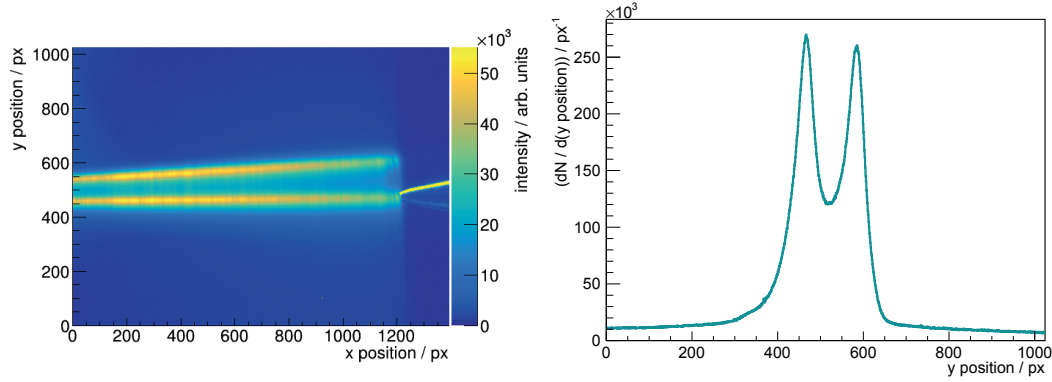 ×10³
y position / px
1000
800
600
400
200
0
0 200 400 600 800 1000 1200
x position / px
50
40
30
20
10
0
intensity / arb. units
×10³
(dN / d(y position)) / px⁻¹
250
200
150
100
50
0
0 200 400 600 800 1000
y position / px